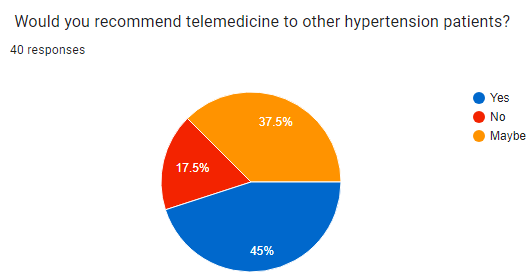 Would you recommend telemedicine to other hypertension patients?
40 responses
Yes
No
Maybe
37.5%
17.5%
45%